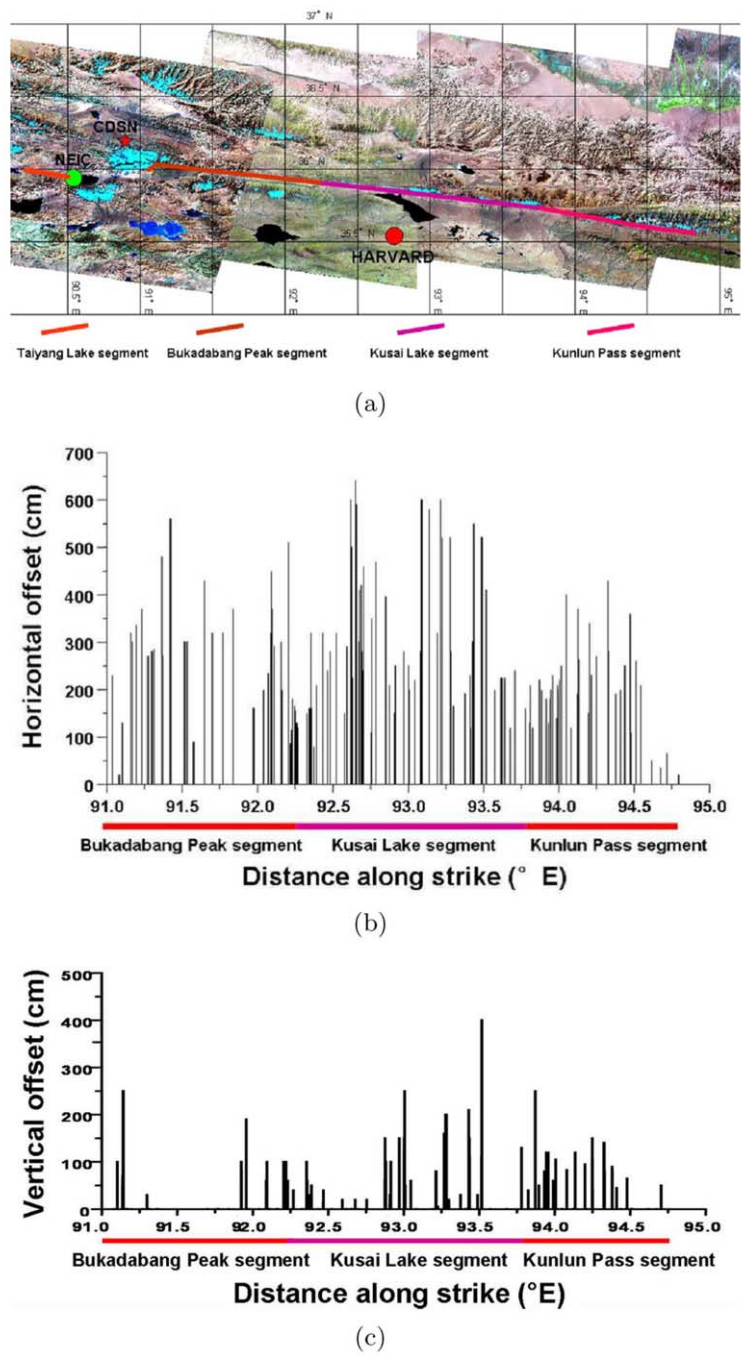 37° N
36.5° N
CDSN
NEIC
36° N
35.5° N
HARVARD
90.5° E
91° E
92° E
93° E
94° E
95° E
Taiyang Lake segment
Bukadabang Peak segment
Kusai Lake segment
Kunlun Pass segment
(a)
Horizontal offset (cm)
700
600
500
400
300
200
100
0
91.0 91.5 92.0 92.5 93.0 93.5 94.0 94.5 95.0
Bukadabang Peak segment Kusai Lake segment Kunlun Pass segment
Distance along strike (° E)
(b)
Vertical offset (cm)
500
400
300
200
100
0
91.0 91.5 92.0 92.5 93.0 93.5 94.0 94.5 95.0
Bukadabang Peak segment Kusai Lake segment Kunlun Pass segment
Distance along strike (°E)
(c)